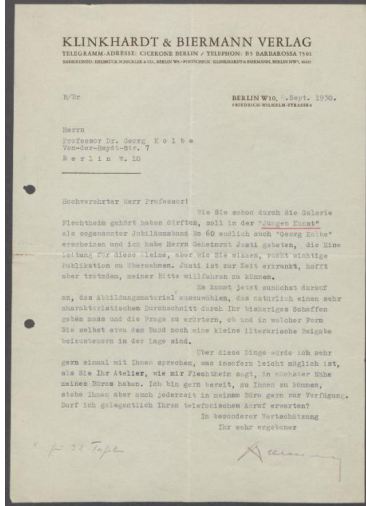 KLINKHARDT & BIERMANN VERLAG
TELEGRAMM-ADRESSE: CICERONE BERLIN / TELEPHON: B5 BARBAROSSA
B/Dr
BERLIN W10, .Sept. 1930.
FRIEDRICH-WILHELM-STRASSE
Herrn
Professor Dr. Georg K o l b e
Von-der-Heydt-Str. 7
B e r l i n W. 10
Hochverehrter Herr Professor!
Wie Sie schon durch die Galerie
Flechtheim gehört haben dürften, soll in der "Jungen Kunst"
als sogenannter Jubiläumsband No 60 endlich auch "Georg Kolbe"
erscheinen und ich habe Herrn Geheimrat Justi gebeten, die Ein-
leitung für diese kleine, aber wie Sie wissen, recht wichtige
Publikation zu übernehmen. Justi ist zur Zeit erkrankt, hofft
aber trotzdem, meiner Bitte willfahren zu können.
Es kommt jetzt zunächst darauf
an, das Abbildungsmaterial auszuwählen, das natürlich einen sehr
charakteristischen Durchschnitt durch Ihr bisheriges Schaffen
geben muss und die Frage zu erörtern, ob und in welcher Form
Sie selbst etwa dem Band noch eine kleine literarische Beigabe
beizusteuern in der Lage sind.
Über diese Dinge würde ich sehr
gern einmal mit Ihnen sprechen, was insofern leicht möglich ist,
als Sie Ihr Atelier, wie mir Flechtheim sagt, in nächster Nähe
meines Büros haben. Ich bin gern bereit, zu Ihnen zu kommen,
stehe Ihnen aber auch jederzeit in meinem Büro gern zur Verfügung.
Darf ich gelegentlich Ihren telefonischen Anruf erwarten?
In besonderer Wertschätzung
Ihr sehr ergebener
32 Tafeln